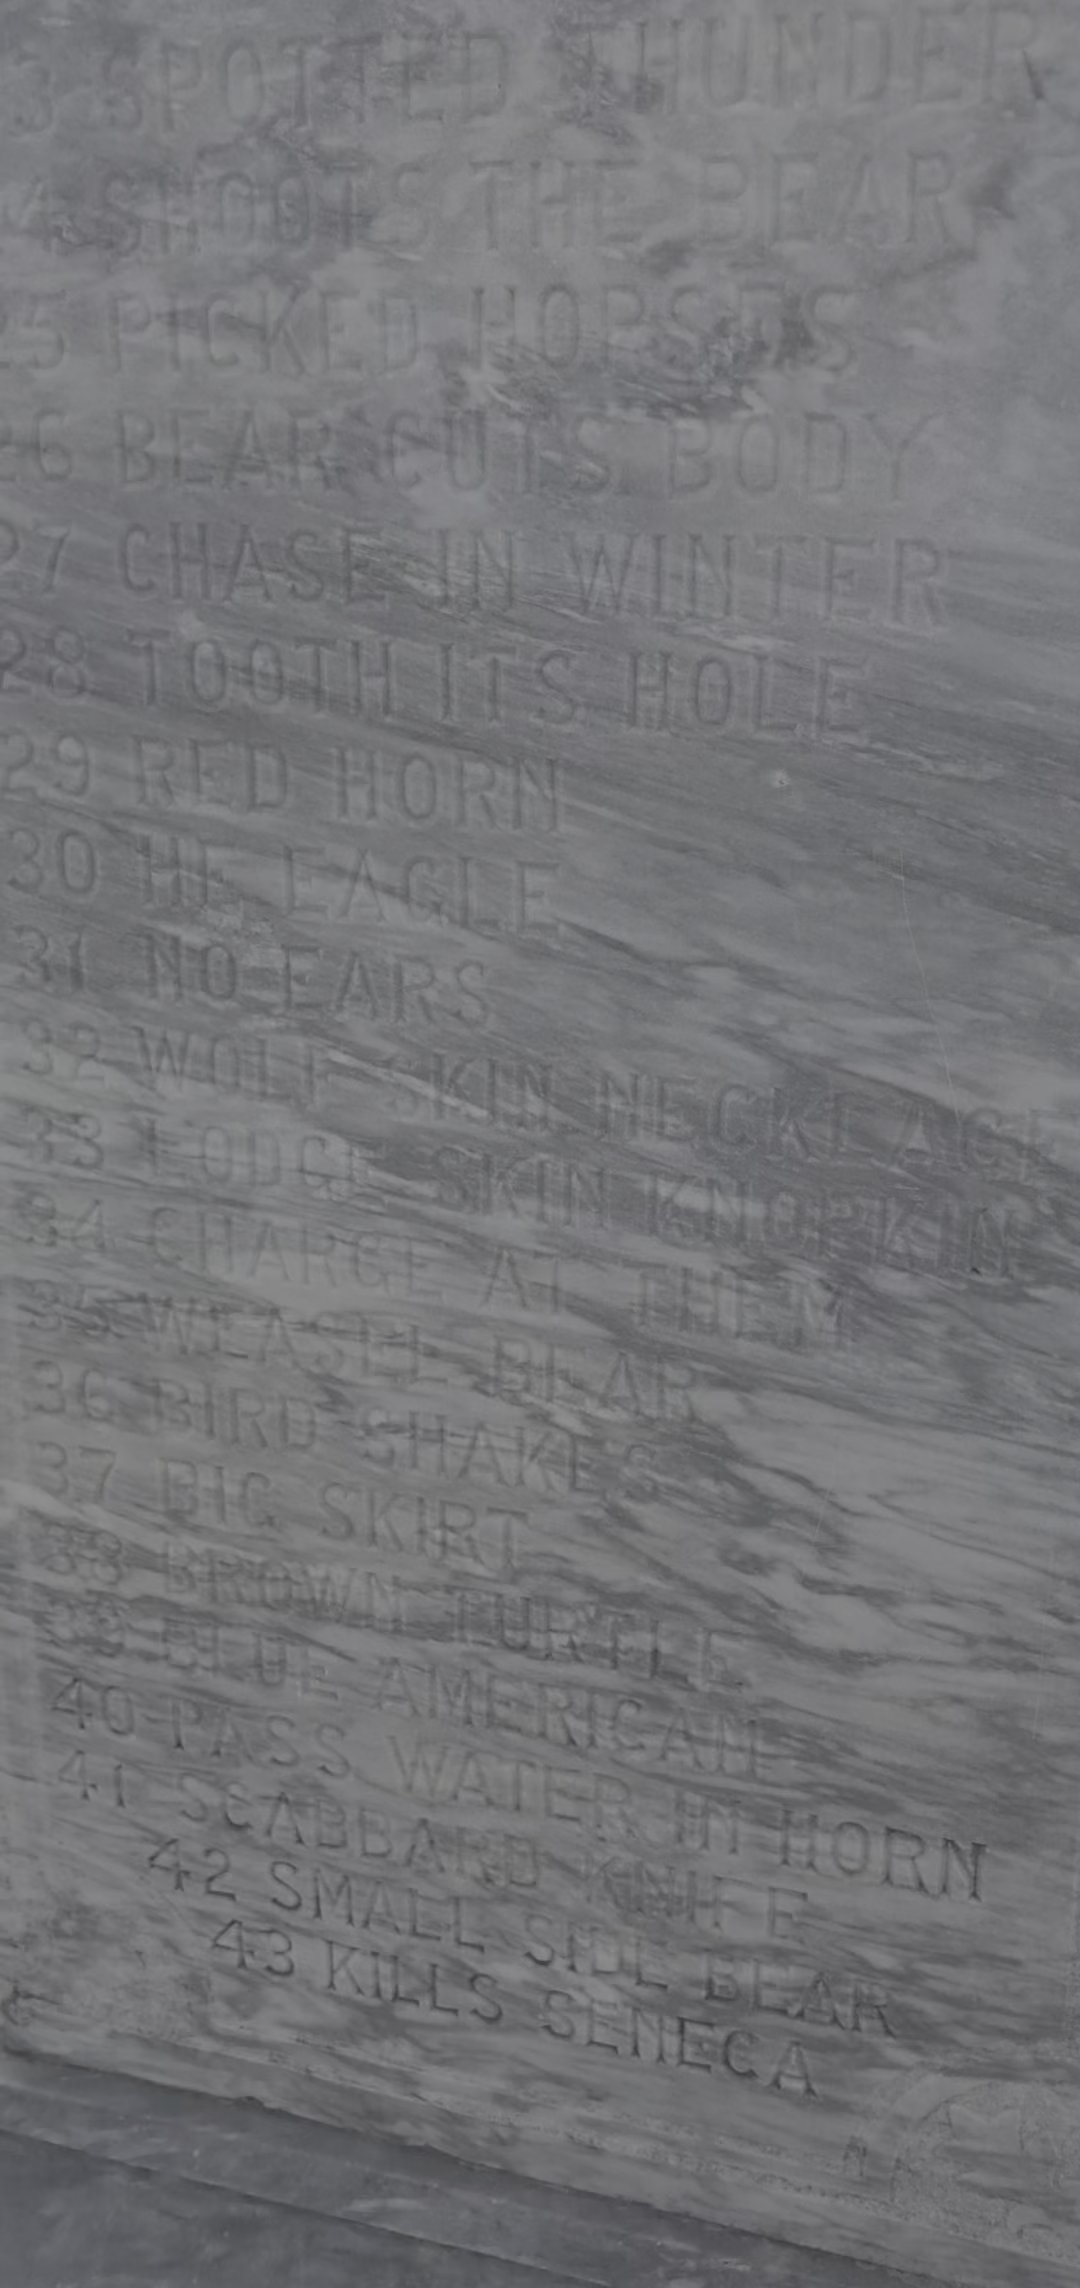 3 SPOTTED THUNDER
4 SHOOTS THE BEAR
25 PICKED HORSES
26 BEAR CUTS BODY
27 CHASE IN WINTER
28 TOOTH ITS HOLE
29 RED HORN
30 HE EAGLE
31 NO EARS
32 WOLF SKIN NECKLACE
33 LODGE SKIN KNOPKIN
34 CHARGE AT THEM
35 WEASEL BEAR
36 BIRD SHAKES
37 BIG SKIRT
38 BROWN TURTLE
39 BLUE AMERICAN
40 PASS WATER IN HORN
41 SCABBARD KNIFE
42 SMALL SIDE BEAR
43 KILLS SENECA